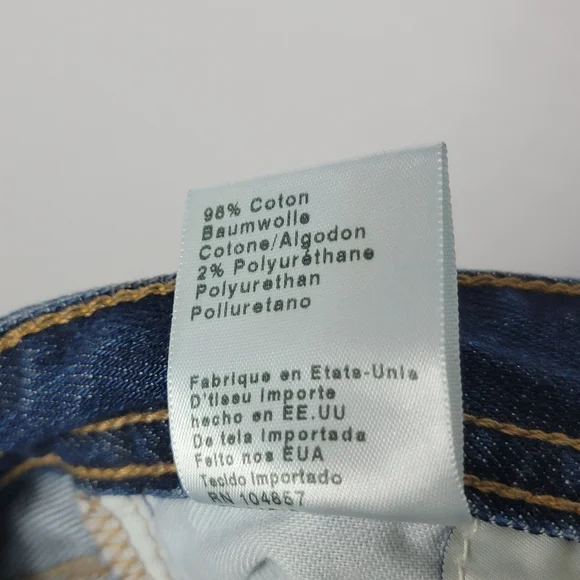 98% Coton
Baumwolle
Cotone/Algodon
2% Polyuréthane
Polyurethan
Poliuretano
Fabrique en Etats-Unis
D'tissu importe
hecho en EE.UU
De tela importada
Feito nos EUA
Tecido Importado
RN 104667